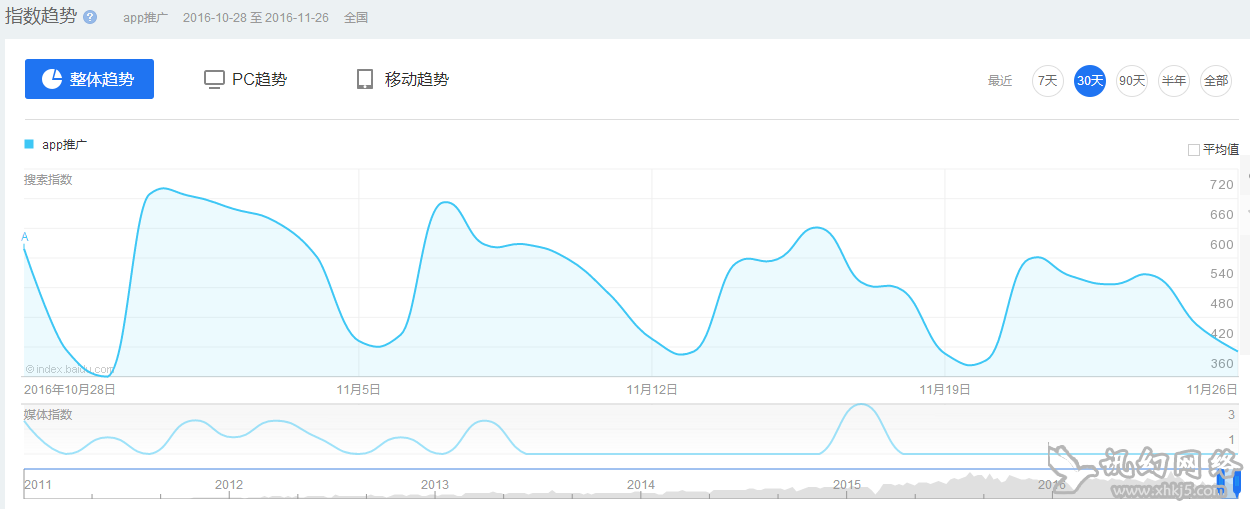 指数趋势 ? app推广 2016-10-28 至 2016-11-26 全国
整体趋势 PC趋势 移动趋势 最近 7天 30天 90天 半年 全部
app推广
平均值
搜索指数
720
660
A
600
540
480
420
360
©index.baidu.com
2016年10月28日 11月5日 11月12日 11月19日 11月26日
媒体指数
3
1
讯幻网络
2011 2012 2013 2014 2015 2016
www.xhkj5.com